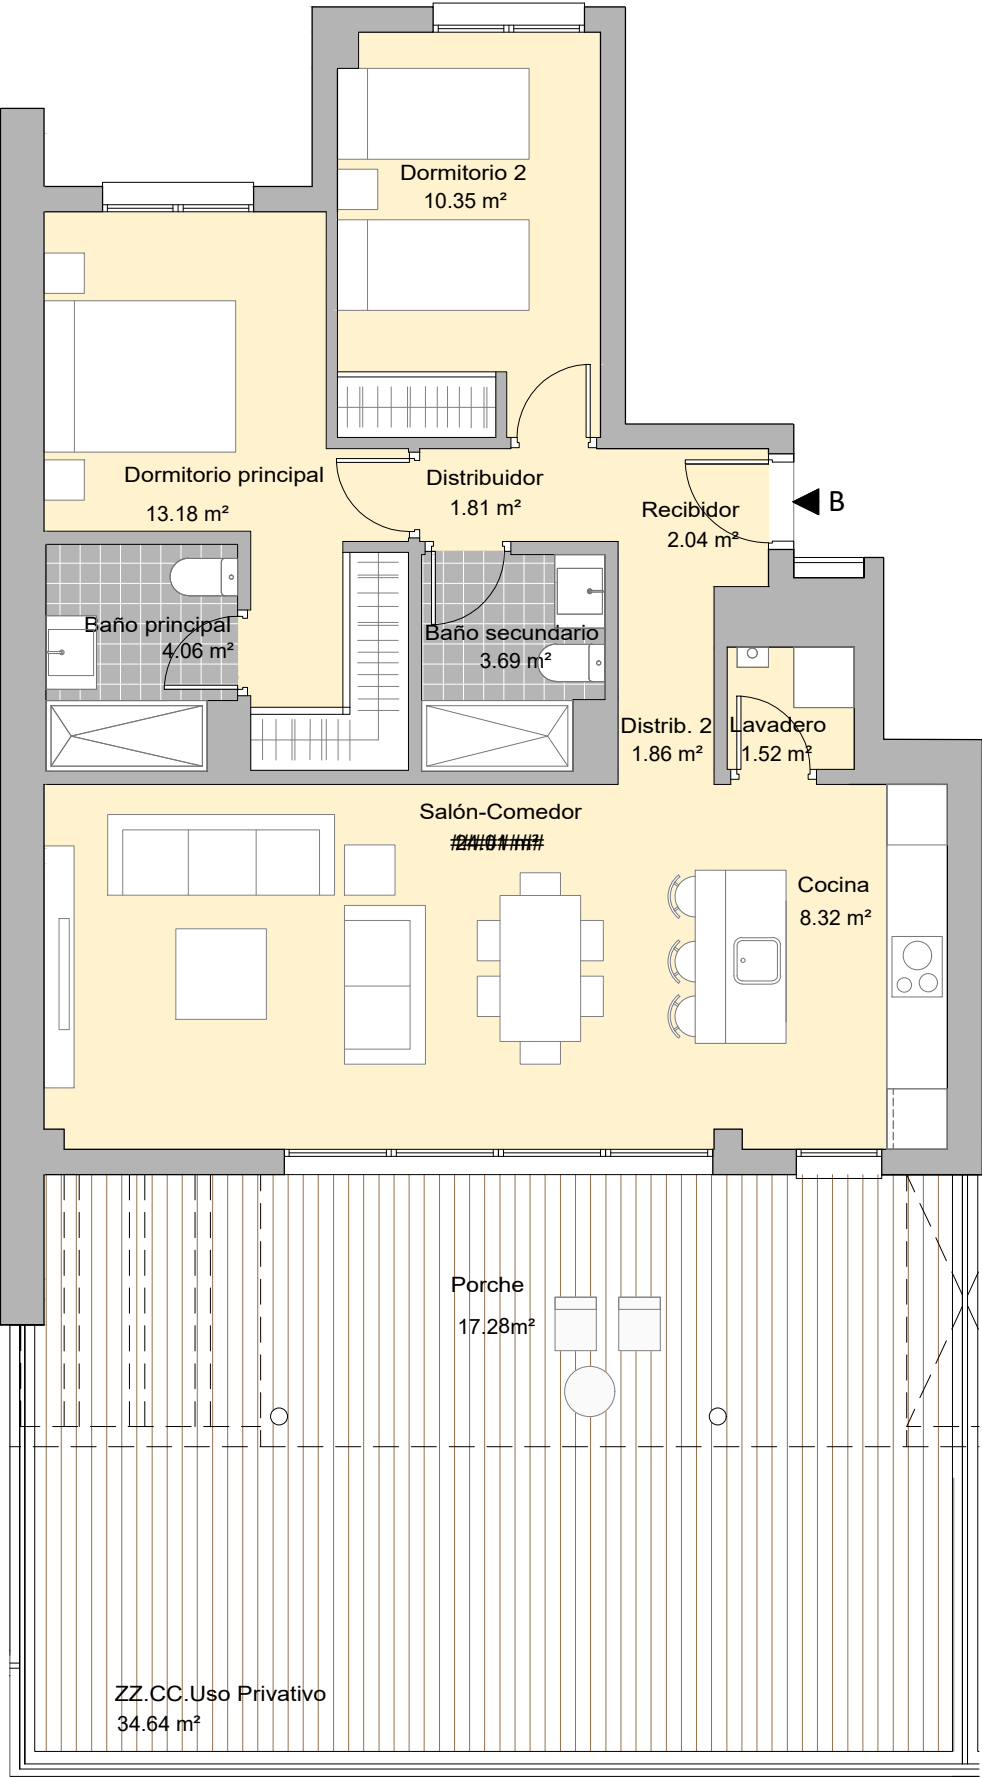 Dormitorio 2
10.35 m²
Dormitorio principal
13.18 m²
Distribuidor
1.81 m²
Recibidor
2.04 m²
B
Baño principal
4.06 m²
Baño secundario
3.69 m²
Distrib. 2
1.86 m²
Lavadero
1.52 m²
Salón-Comedor
Cocina
8.32 m²
Porche
17.28m²
ZZ.CC.Uso Privativo
34.64 m²